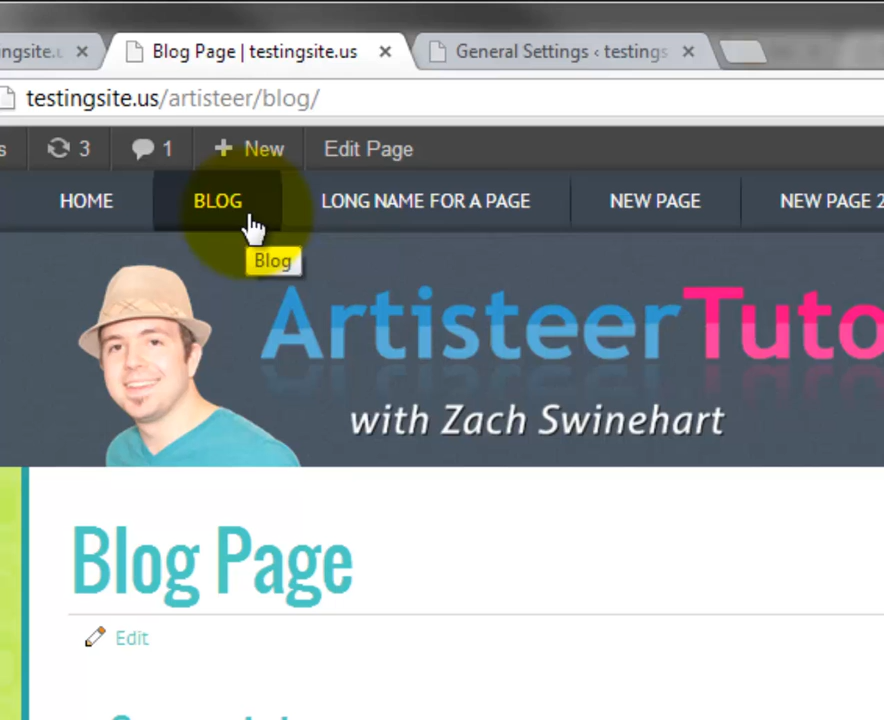 ngsite.u
Blog Page | testingsite.us
General Settings ‹ testings
testingsite.us/artisteer/blog/
s
3
1
+ New
Edit Page
HOME
BLOG
LONG NAME FOR A PAGE
NEW PAGE
NEW PAGE 2
Blog
ArtisteerTuto
with Zach Swinehart
Blog Page
Edit